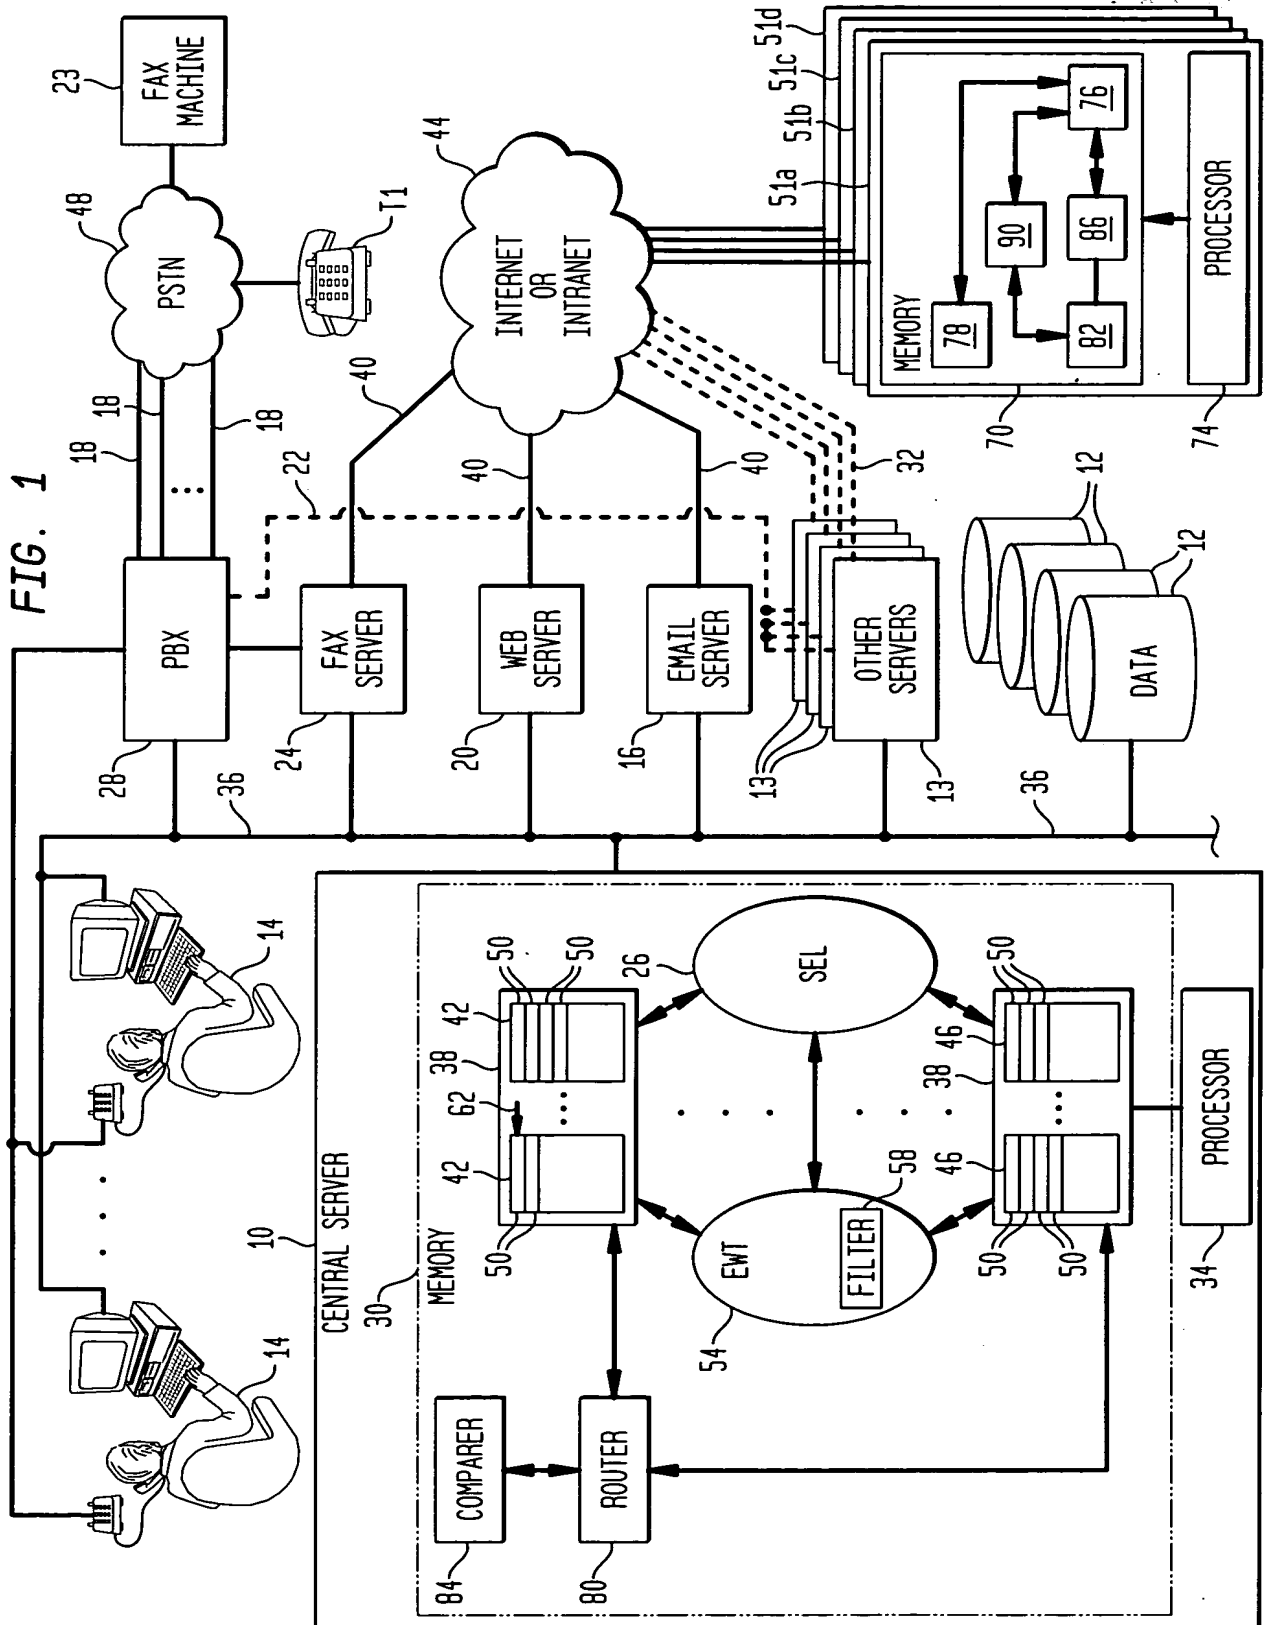 FIG. 1
23
FAX
MACHINE
48
PSTN
T1
18
18
18
22
PBX
28
36
44
INTERNET
OR
INTRANET
40
40
40
FAX
SERVER
24
WEB
SERVER
20
EMAIL
SERVER
16
OTHER
SERVERS
13
13
32
12
12
DATA
36
51a
51b
51c
51d
MEMORY
78
90
76
82
86
70
PROCESSOR
74
14
14
10
CENTRAL SERVER
30
MEMORY
38
42
42
50
50
50
62
26
SEL
EWT
FILTER
58
54
38
46
46
50
50
50
PROCESSOR
34
COMPARER
84
ROUTER
80